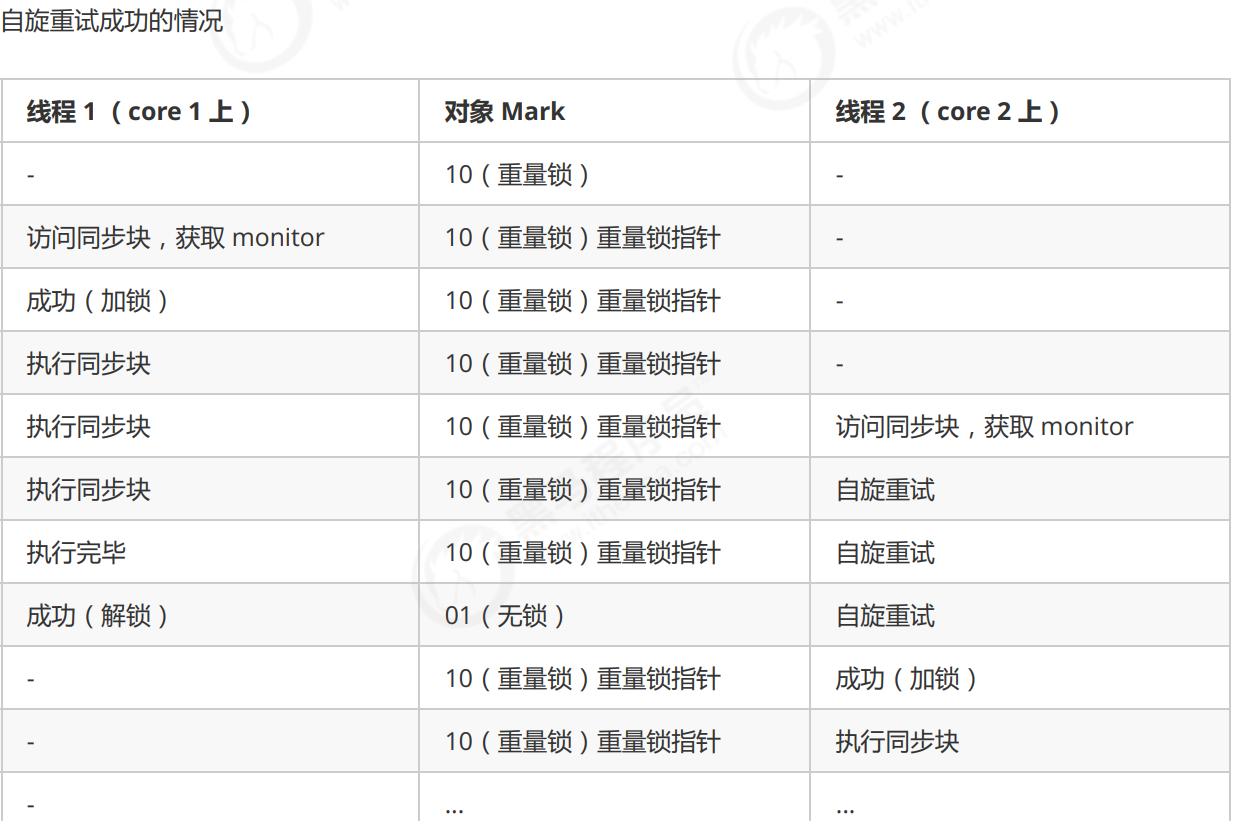 自旋重试成功的情况
线程 1 （ core 1 上 ） 对象 Mark 线程 2 （ core 2 上 ）
- 10（重量锁） -
访问同步块，获取 monitor 10（重量锁）重量锁指针 -
成功（加锁） 10（重量锁）重量锁指针 -
执行同步块 10（重量锁）重量锁指针 -
执行同步块 10（重量锁）重量锁指针 访问同步块，获取 monitor
执行同步块 10（重量锁）重量锁指针 自旋重试
执行完毕 10（重量锁）重量锁指针 自旋重试
成功（解锁） 01（无锁） 自旋重试
- 10（重量锁）重量锁指针 成功（加锁）
- 10（重量锁）重量锁指针 执行同步块
- ... ...